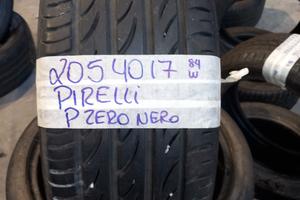 2054017 84
W
PIRELLI
P ZERO NERO